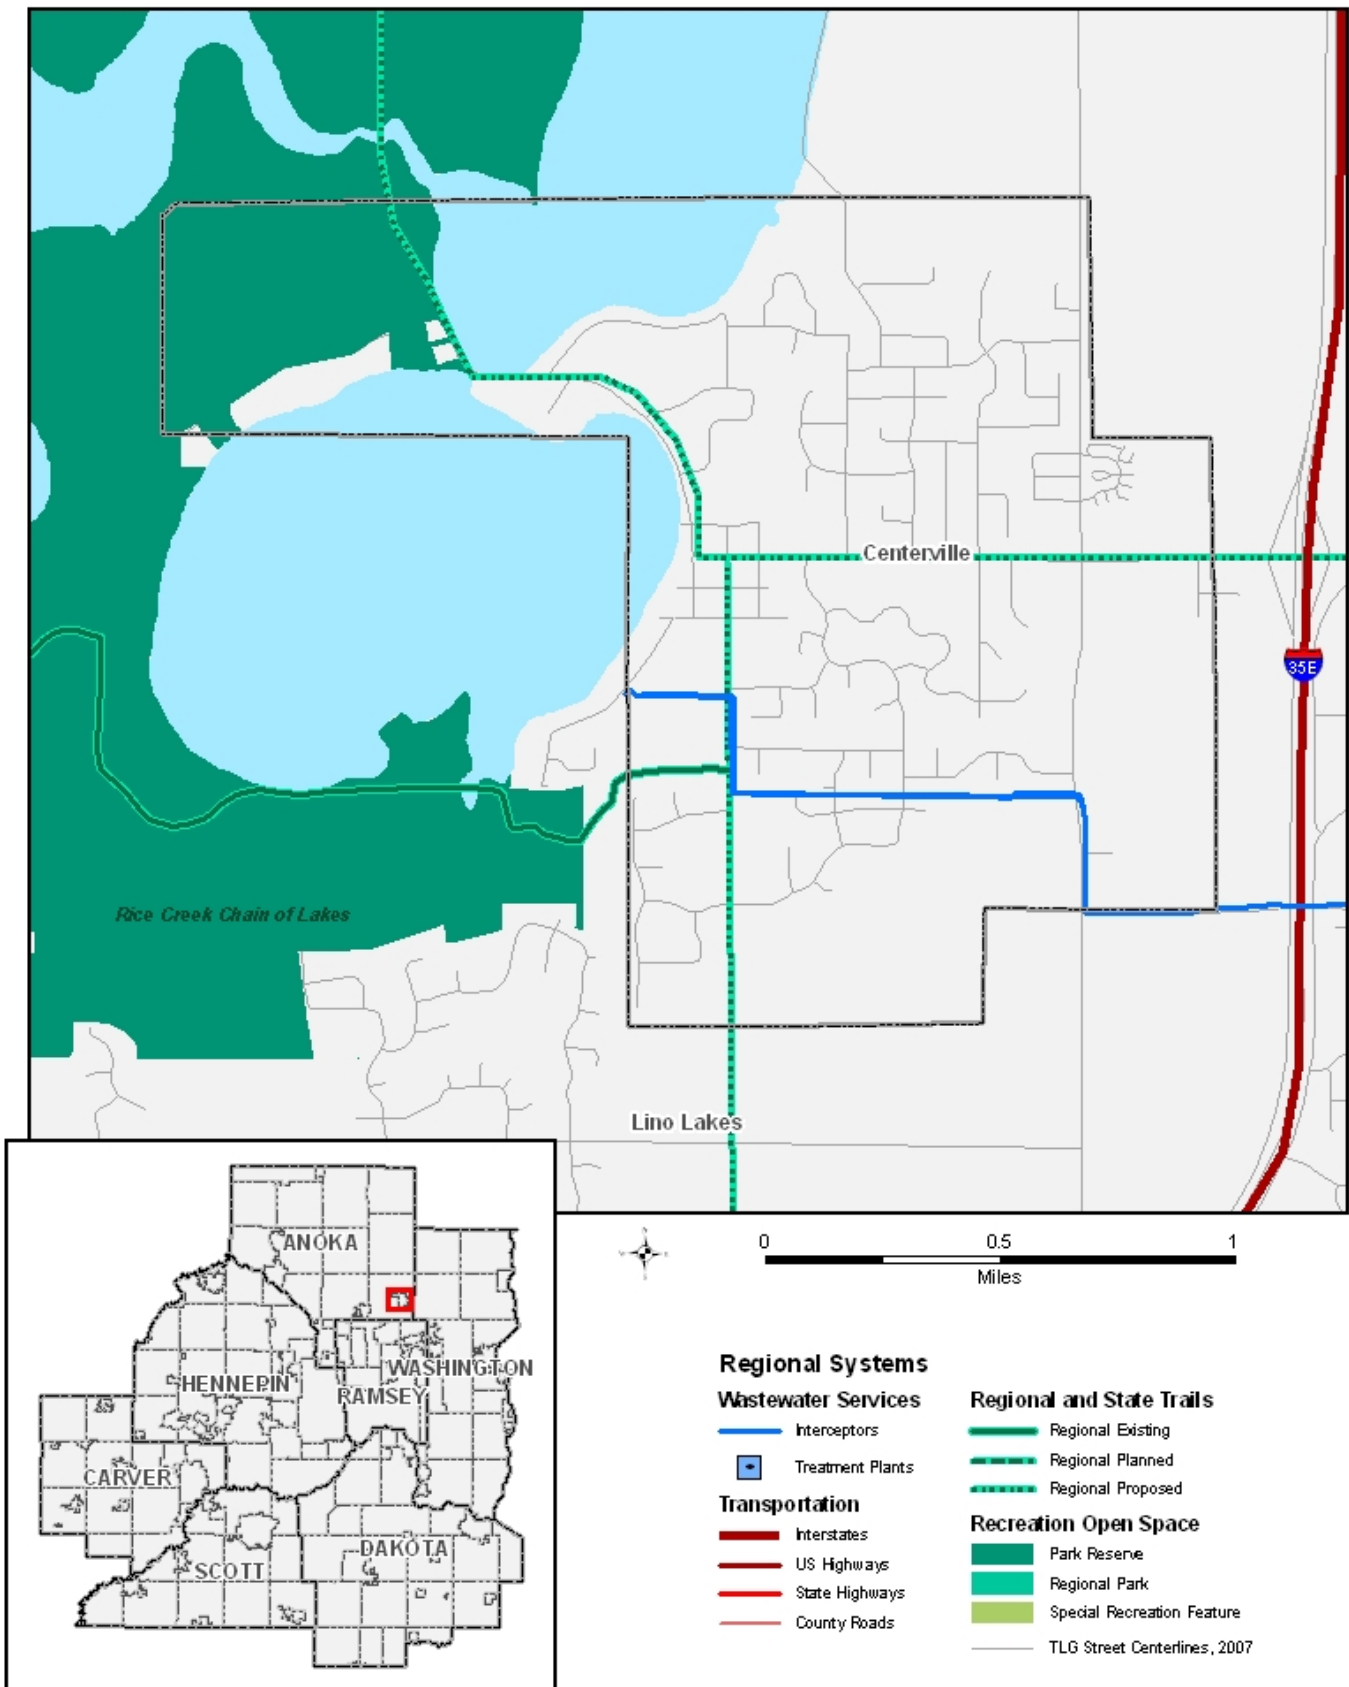 Centerville
35E
Rice Creek Chain of Lakes
Lino Lakes
ANOKA
WASHINGTON
HENNEPIN
RAMSEY
CARVER
SCOTT
DAKOTA
0 0.5 1
Miles
Regional Systems
Wastewater Services
Interceptors
Treatment Plants
Transportation
Interstates
US Highways
State Highways
County Roads
Regional and State Trails
Regional Existing
Regional Planned
Regional Proposed
Recreation Open Space
Park Reserve
Regional Park
Special Recreation Feature
TLG Street Centerlines, 2007